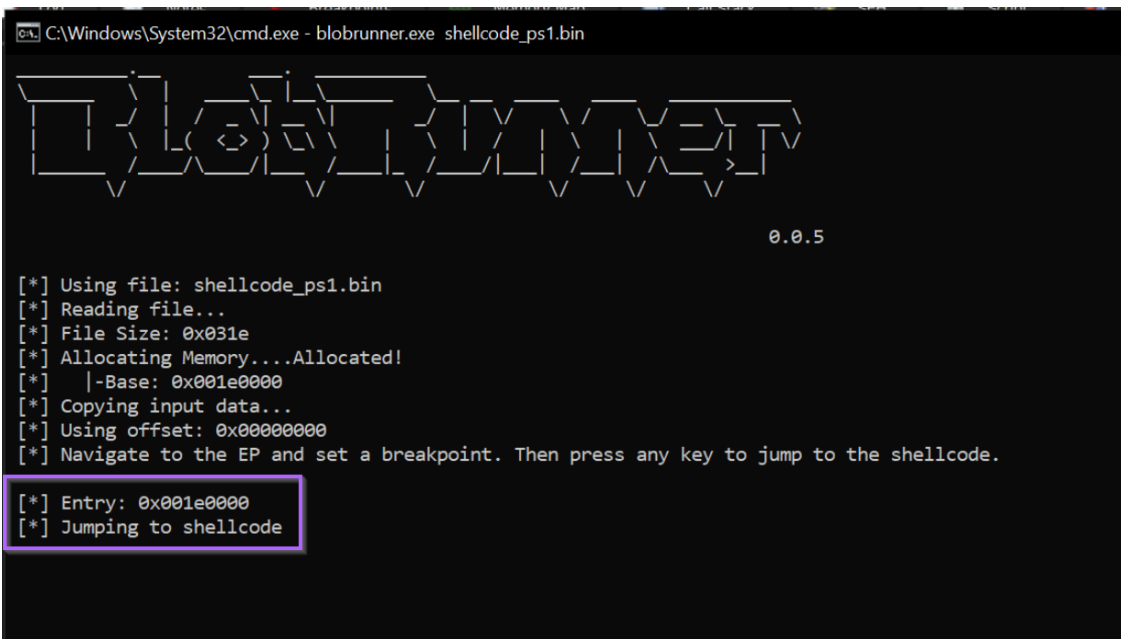 C:\Windows\System32\cmd.exe - blobrunner.exe  shellcode_ps1.bin
BlobRunner
0.0.5
[*] Using file: shellcode_ps1.bin
[*] Reading file...
[*] File Size: 0x031e
[*] Allocating Memory....Allocated!
[*]   |-Base: 0x001e0000
[*] Copying input data...
[*] Using offset: 0x00000000
[*] Navigate to the EP and set a breakpoint. Then press any key to jump to the shellcode.
[*] Entry: 0x001e0000
[*] Jumping to shellcode